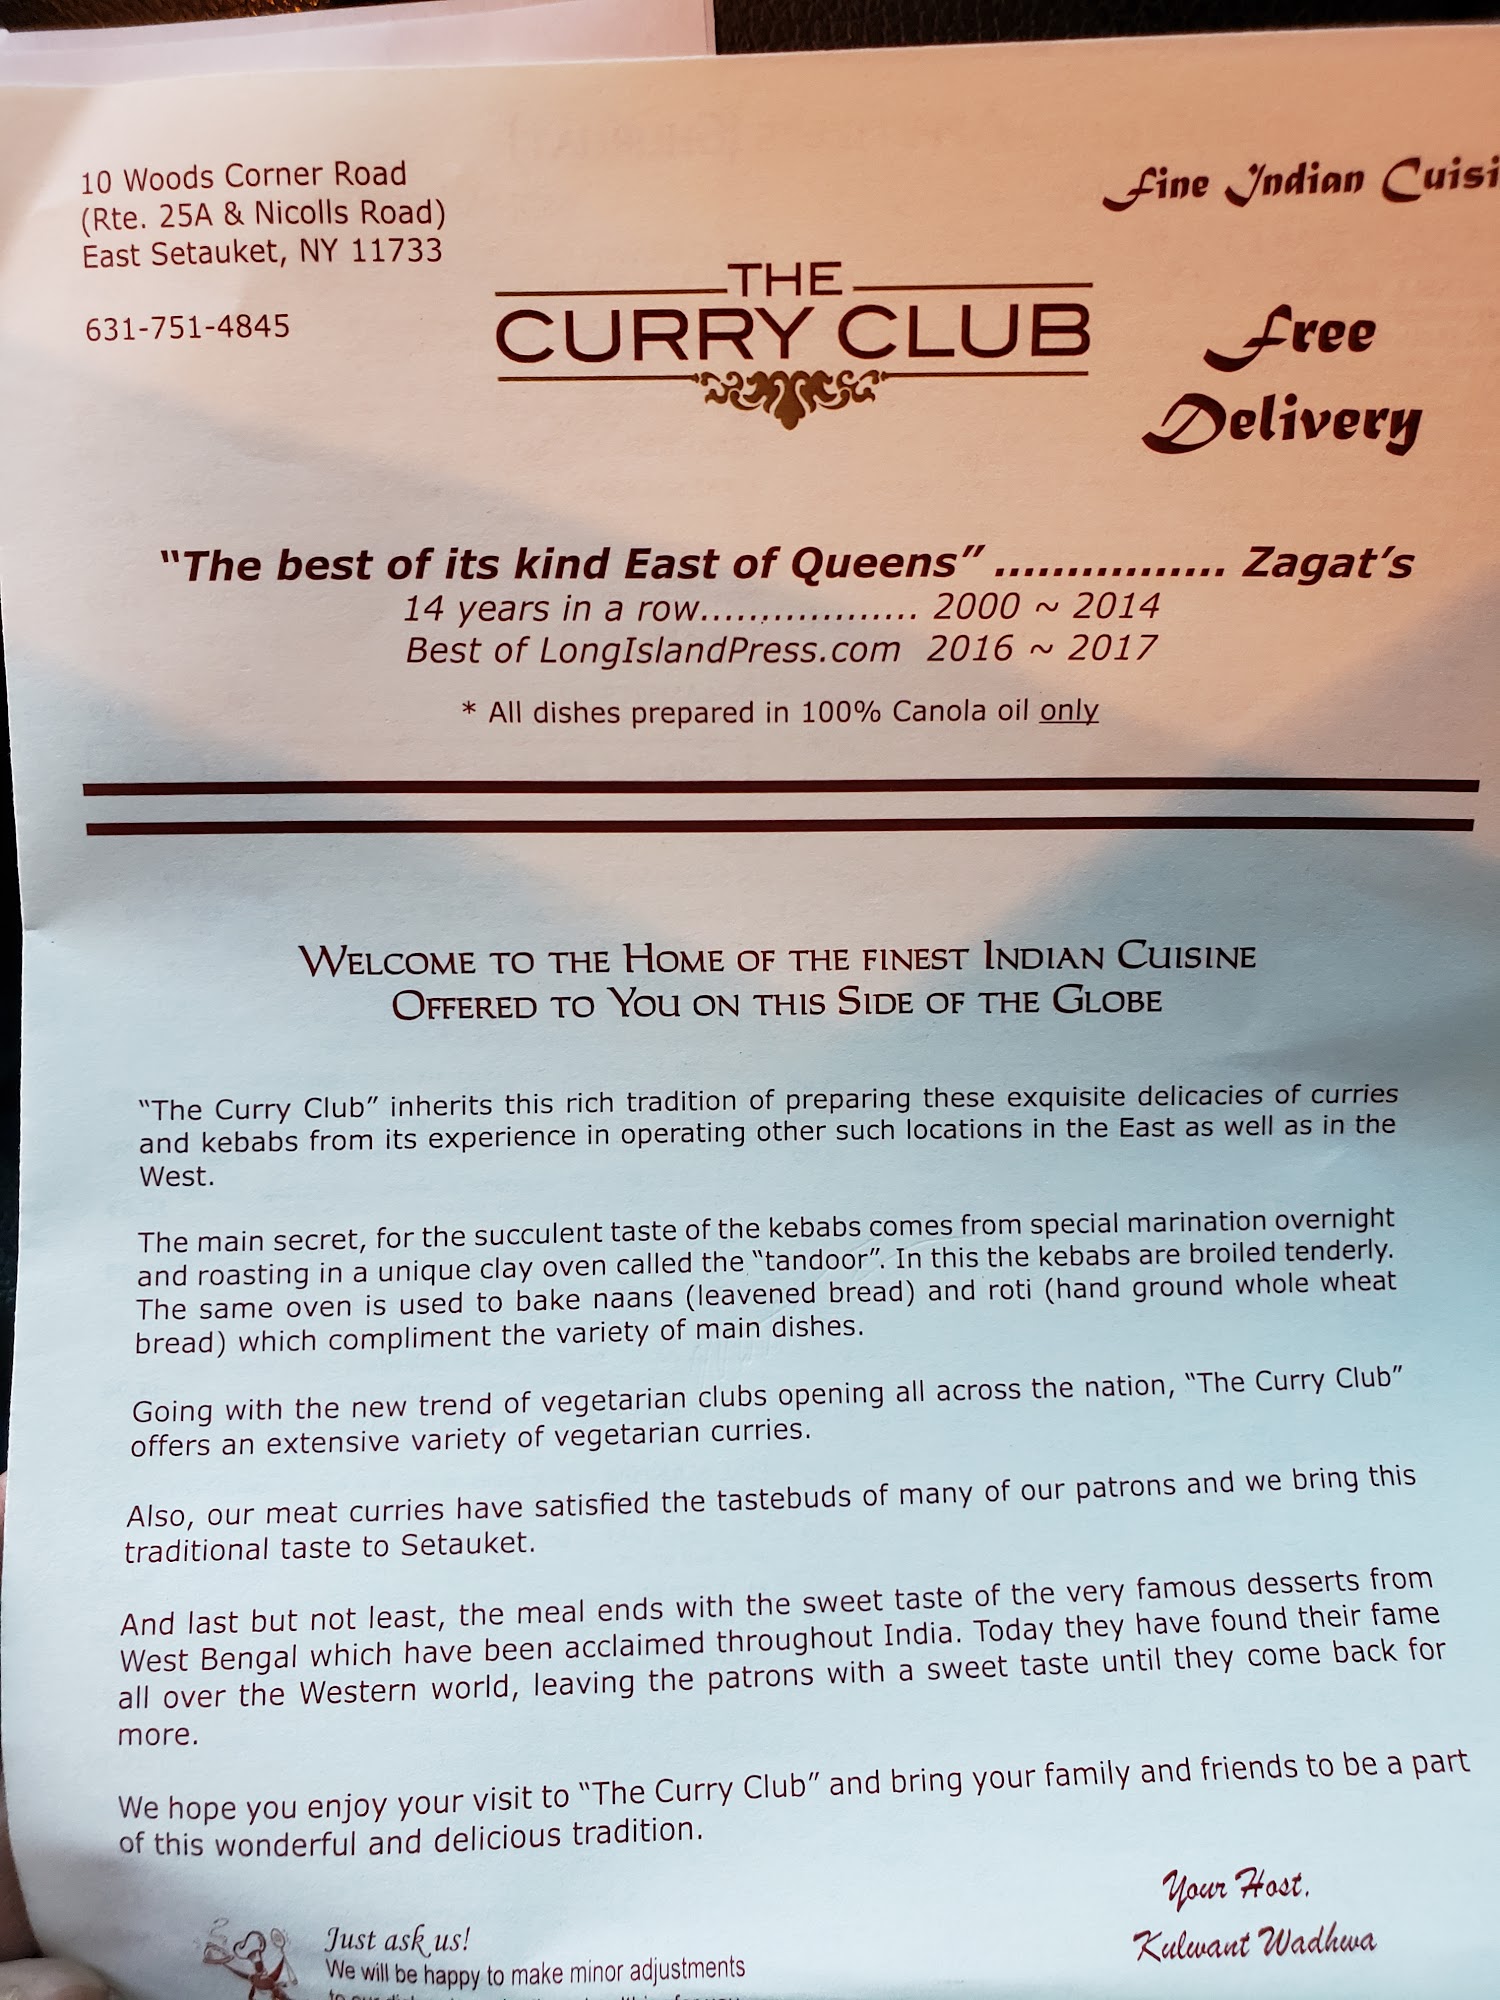 10 Woods Corner Road
(Rte. 25A & Nicolls Road)
East Setauket, NY 11733
631-751-4845
Fine Indian
THE
CURRY CLUB
Free
Delivery
"The best of its kind East of Queens" ................ Zagat's
14 years in a row................... 2000 ~ 2014
Best of LongIslandPress.com 2016 ~ 2017
* All dishes prepared in 100% Canola oil only
WELCOME TO THE HOME OF THE FINEST INDIAN CUISINE
OFFERED TO YOU ON THIS SIDE OF THE GLOBE
"The Curry Club" inherits this rich tradition of preparing these exquisite delicacies of curries
and kebabs from its experience in operating other such locations in the East as well as in the
West.
The main secret, for the succulent taste of the kebabs comes from special marination overnight
and roasting in a unique clay oven called the "tandoor". In this the kebabs are broiled tenderly.
The same oven is used to bake naans (leavened bread) and roti (hand ground whole wheat
bread) which compliment the variety of main dishes.
Going with the new trend of vegetarian clubs opening all across the nation, "The Curry Club"
offers an extensive variety of vegetarian curries.
Also, our meat curries have satisfied the tastebuds of many of our patrons and we bring this
traditional taste to Setauket.
And last but not least, the meal ends with the sweet taste of the very famous desserts from
West Bengal which have been acclaimed throughout India. Today they have found their fame
all over the Western world, leaving the patrons with a sweet taste until they come back for
more.
We hope you enjoy your visit to "The Curry Club" and bring your family and friends to be a part
of this wonderful and delicious tradition.
Your Host.
Kulwant Wadhwa
Just ask us!
We will be happy to make minor adjustments